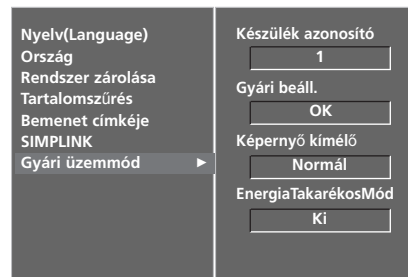 Nyelv(Language)
Ország
Rendszer zárolása
Tartalomszűrés
Bemenet címkéje
SIMPLINK
Gyári üzemmód ►
Készülék azonosító
1
Gyári beáll.
OK
Képernyő kímélő
Normál
EnergiaTakarékosMód
Ki